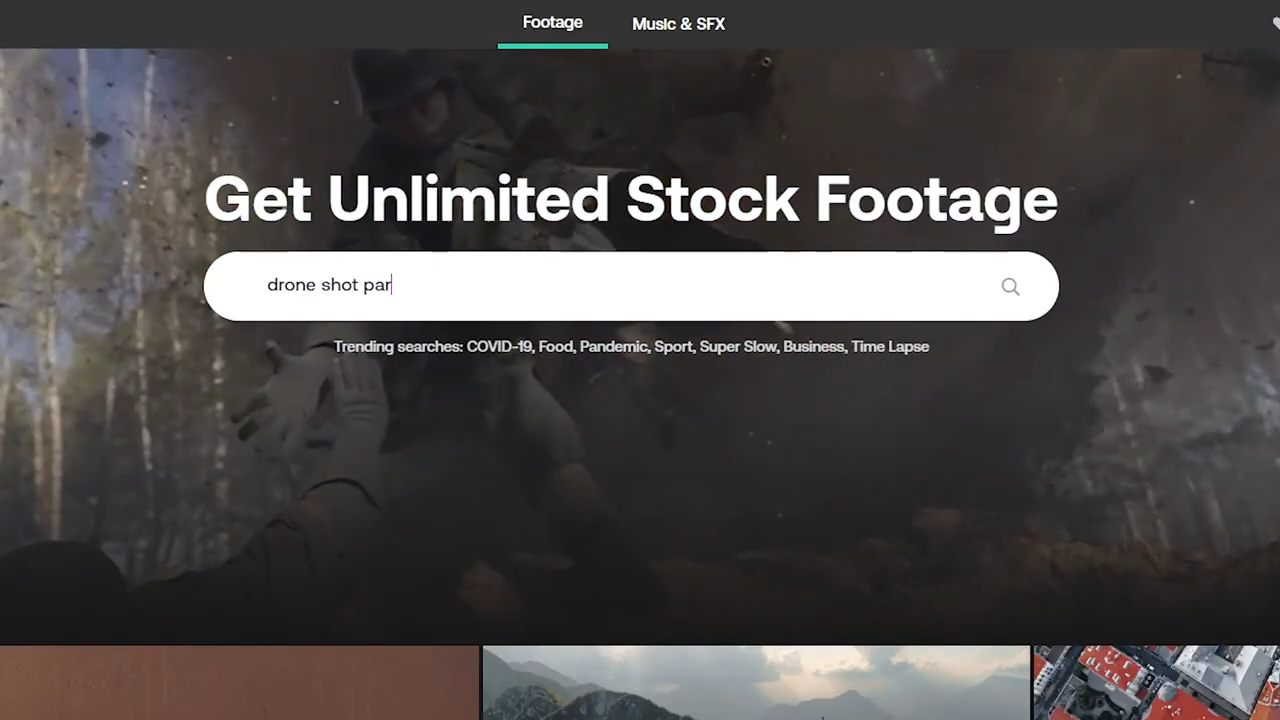 Footage
Music & SFX
Get Unlimited Stock Footage
drone shot par
Trending searches: COVID-19, Food, Pandemic, Sport, Super Slow, Business, Time Lapse